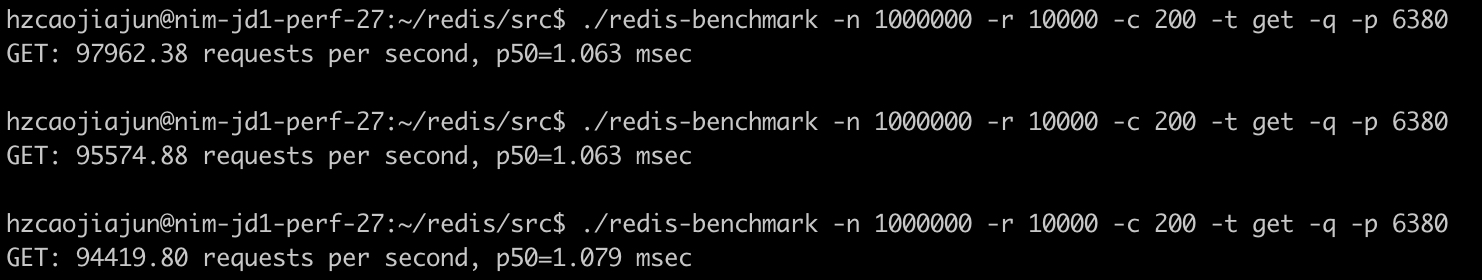 hzcaojiajun@nim-jd1-perf-27:~/redis/src$ ./redis-benchmark -n 1000000 -r 10000 -c 200 -t get -q -p 6380
GET: 97962.38 requests per second, p50=1.063 msec
hzcaojiajun@nim-jd1-perf-27:~/redis/src$ ./redis-benchmark -n 1000000 -r 10000 -c 200 -t get -q -p 6380
GET: 95574.88 requests per second, p50=1.063 msec
hzcaojiajun@nim-jd1-perf-27:~/redis/src$ ./redis-benchmark -n 1000000 -r 10000 -c 200 -t get -q -p 6380
GET: 94419.80 requests per second, p50=1.079 msec